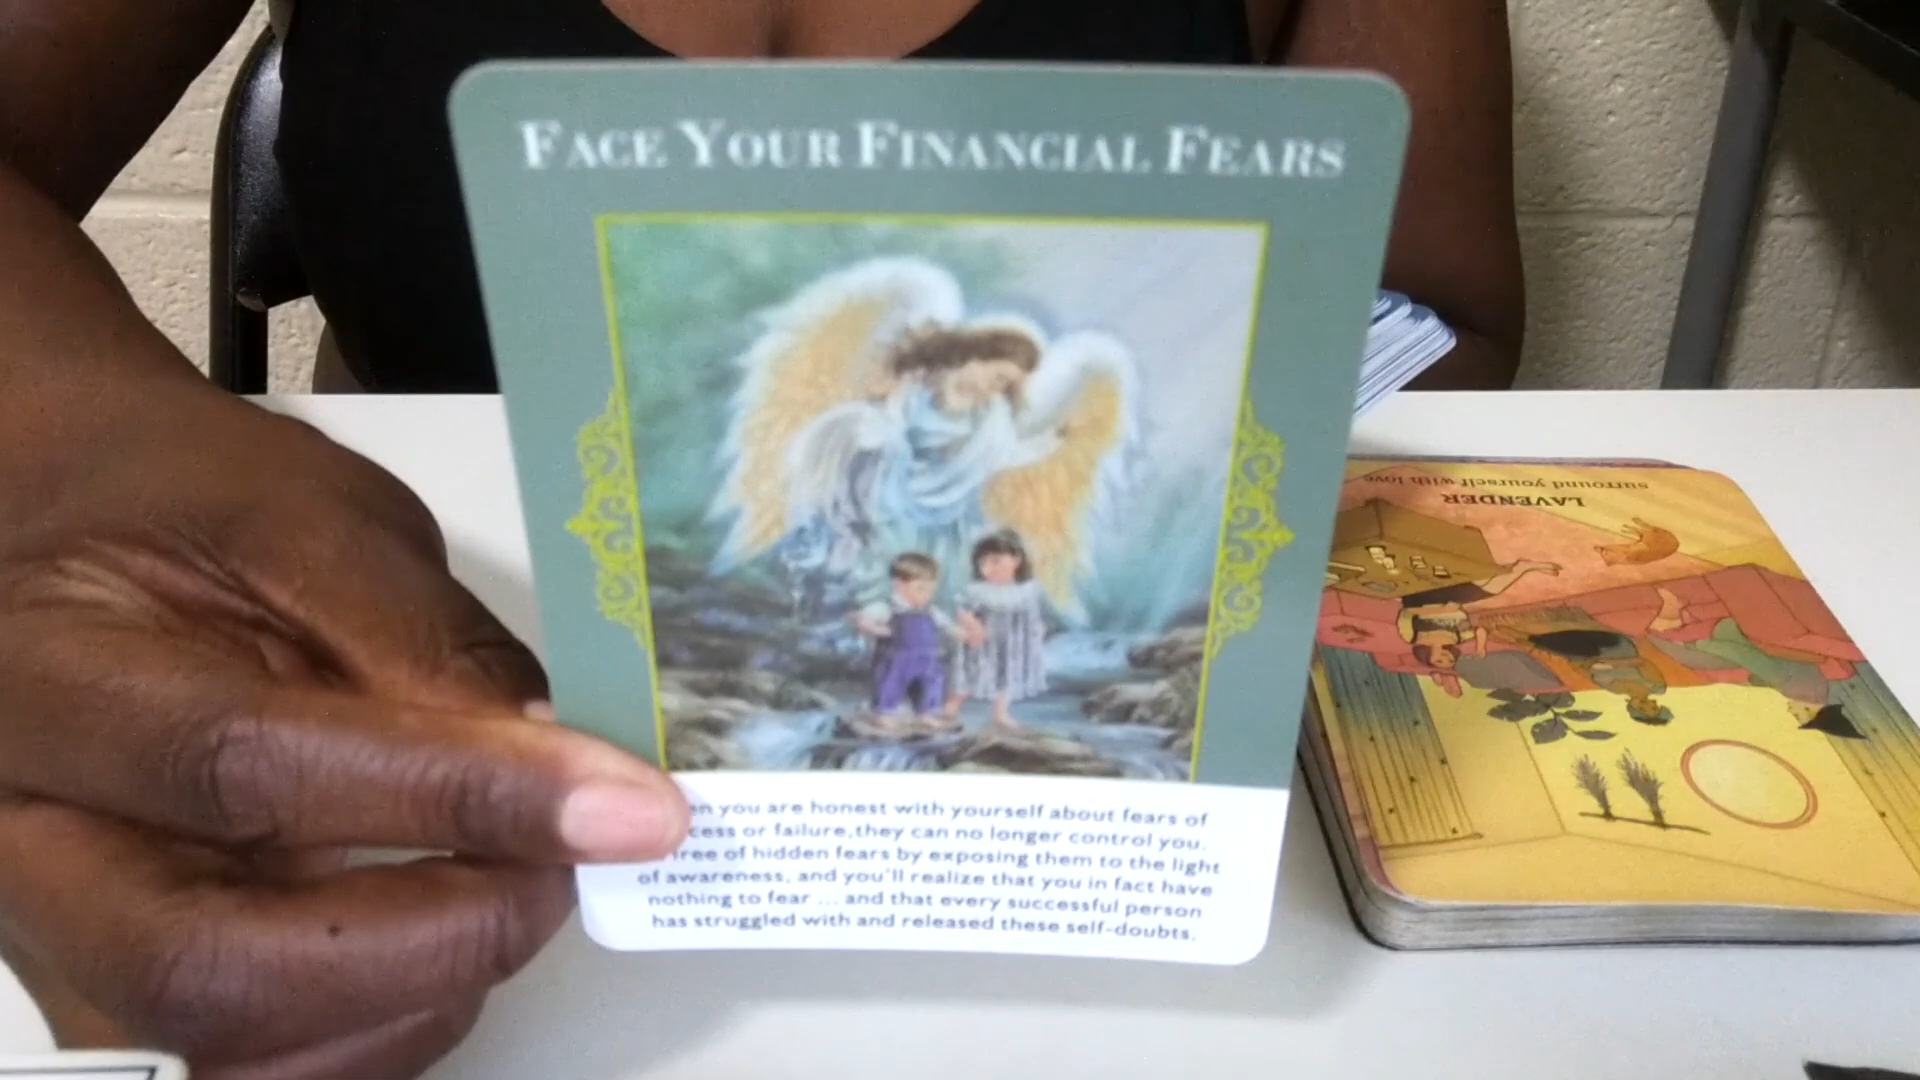 FACE YOUR FINANCIAL FEARS
you are honest with yourself about fears of
or failure, they can no longer control you.
of hidden fears by exposing them to the light
of awareness, and you'll realize that you in fact have
nothing to fear ... and that every successful person
has struggled with and released these self-doubts.
LAVENDER
surround yourself with love